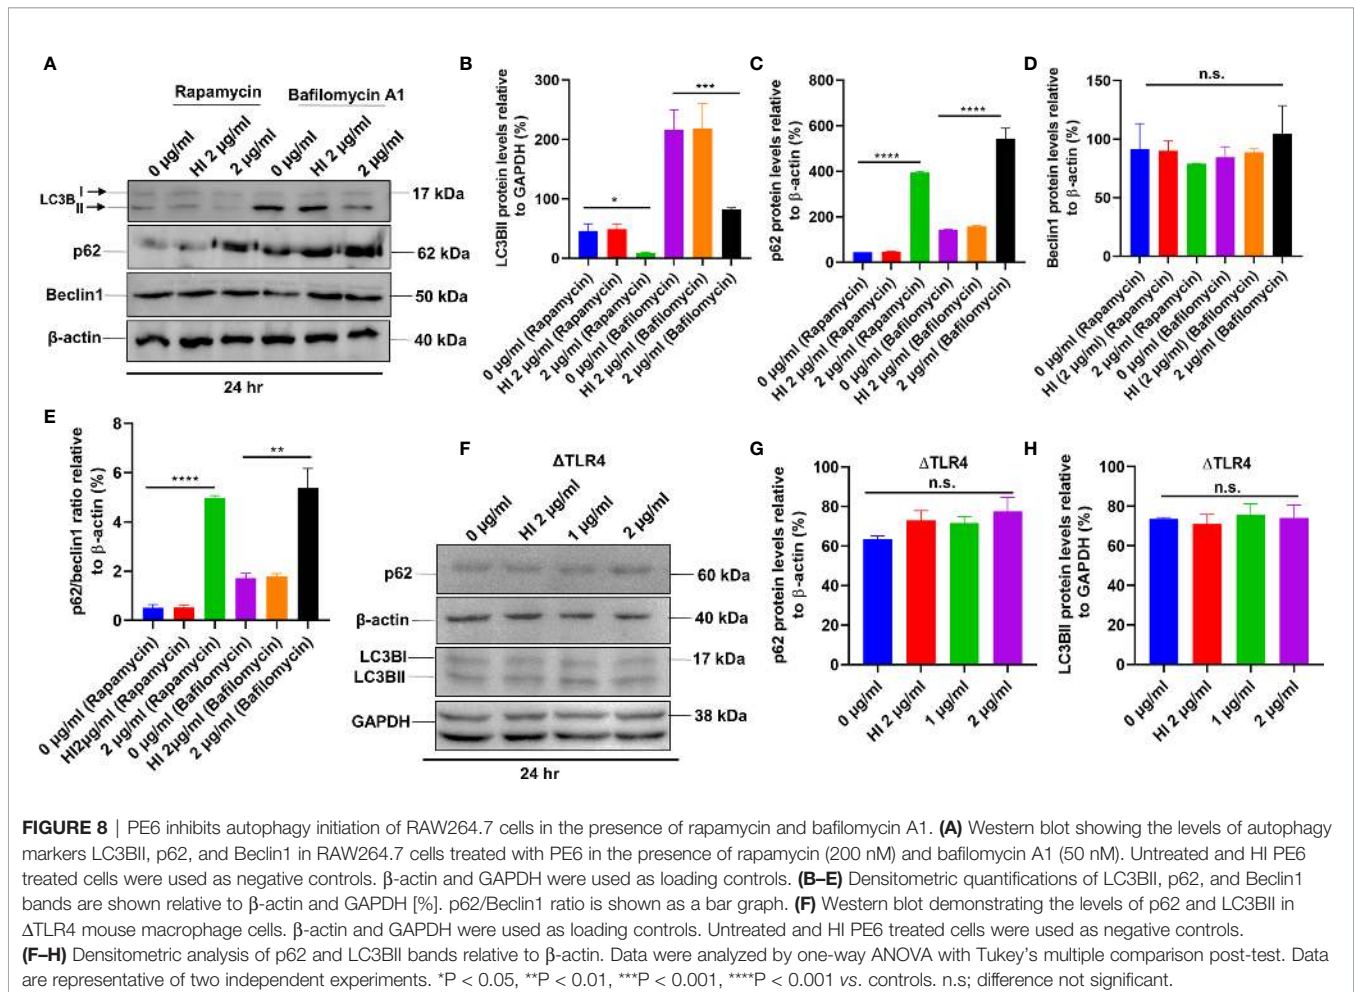 A
Rapamycin
Bafilomycin A1
0 µg/ml
HI 2 µg/ml
2 µg/ml
0 µg/ml
HI 2 µg/ml
2 µg/ml
LC3B
I
II
17 kDa
p62
62 kDa
Beclin1
50 kDa
β-actin
40 kDa
24 hr
B
LC3BII protein levels relative
to GAPDH (%)
300
200
100
0
*
***
0 µg/ml (Rapamycin)
HI 2 µg/ml (Rapamycin)
2 µg/ml (Rapamycin)
0 µg/ml (Bafilomycin)
HI 2 µg/ml (Bafilomycin)
2 µg/ml (Bafilomycin)
C
p62 protein levels relative
to β-actin (%)
800
600
400
200
0
****
****
0 µg/ml (Rapamycin)
HI 2 µg/ml (Rapamycin)
2 µg/ml (Rapamycin)
0 µg/ml (Bafilomycin)
HI 2 µg/ml (Bafilomycin)
2 µg/ml (Bafilomycin)
D
Beclin1 protein levels relative
to β-actin (%)
150
100
50
0
n.s.
0 µg/ml (Rapamycin)
HI (2 µg/ml) (Rapamycin)
2 µg/ml (Rapamycin)
0 µg/ml (Bafilomycin)
HI (2 µg/ml) (Bafilomycin)
2 µg/ml (Bafilomycin)
E
p62/beclin1 ratio relative
to β-actin (%)
8
6
4
2
0
****
**
0 µg/ml (Rapamycin)
HI2µg/ml (Rapamycin)
2 µg/ml (Rapamycin)
0 µg/ml (Bafilomycin)
HI 2µg/ml (Bafilomycin)
2 µg/ml (Bafilomycin)
F
ΔTLR4
0 µg/ml
HI 2 µg/ml
1 µg/ml
2 µg/ml
p62
60 kDa
β-actin
40 kDa
LC3BI
17 kDa
LC3BII
GAPDH
38 kDa
24 hr
G
ΔTLR4
n.s.
p62 protein levels relative
to β-actin (%)
100
80
60
40
20
0
0 µg/ml
HI 2 µg/ml
1 µg/ml
2 µg/ml
H
ΔTLR4
n.s.
LC3BII protein levels relative
to GAPDH (%)
100
80
60
40
20
0
0 µg/ml
HI 2 µg/ml
1 µg/ml
2 µg/ml
FIGURE 8 | PE6 inhibits autophagy initiation of RAW264.7 cells in the presence of rapamycin and bafilomycin A1. (A) Western blot showing the levels of autophagy
markers LC3BII, p62, and Beclin1 in RAW264.7 cells treated with PE6 in the presence of rapamycin (200 nM) and bafilomycin A1 (50 nM). Untreated and HI PE6
treated cells were used as negative controls. β-actin and GAPDH were used as loading controls. (B–E) Densitometric quantifications of LC3BII, p62, and Beclin1
bands are shown relative to β-actin and GAPDH [%]. p62/Beclin1 ratio is shown as a bar graph. (F) Western blot demonstrating the levels of p62 and LC3BII in
ΔTLR4 mouse macrophage cells. β-actin and GAPDH were used as loading controls. Untreated and HI PE6 treated cells were used as negative controls.
(F–H) Densitometric analysis of p62 and LC3BII bands relative to β-actin. Data were analyzed by one-way ANOVA with Tukey's multiple comparison post-test. Data
are representative of two independent experiments. *P < 0.05, **P < 0.01, ***P < 0.001, ****P < 0.001 vs. controls. n.s; difference not significant.